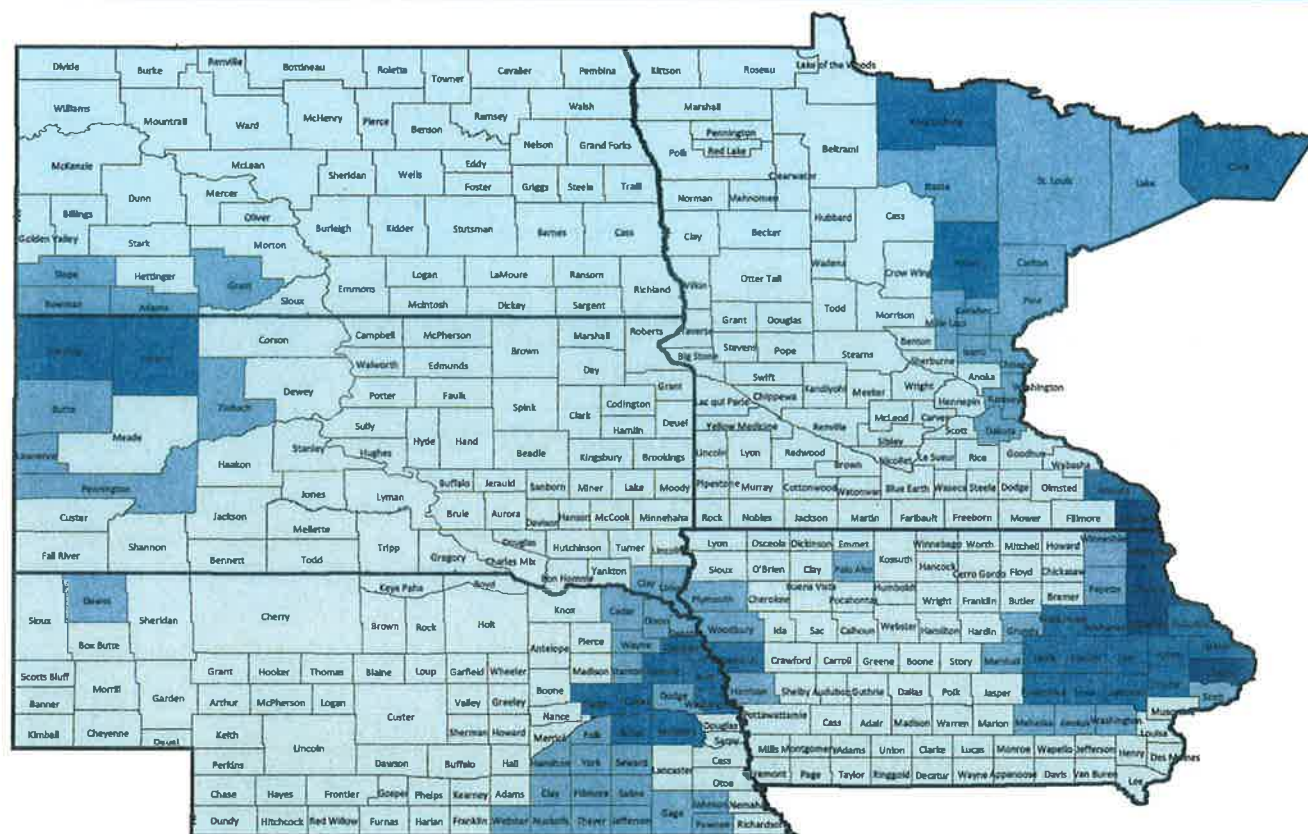 Divide Burke Renville Bottineau Rolette Towner Cavalier Pembina Kittson Roseau Lake of the Woods
Williams Mountrail Ward McHenry Pierce Benson Ramsey Walsh Marshall
Nelson Grand Forks Polk Pennington Red Lake Beltrami Koochiching
McKenzie McLean Sheridan Wells Eddy Foster Griggs Steele Traill Clearwater Itasca St. Louis Lake Cook
Dunn Mercer Oliver Norman Mahnomen Hubbard Cass
Billings Golden Valley Stark Morton Burleigh Kidder Stutsman Barnes Cass Clay Becker Wadena Crow Wing Aitkin Carlton
Slope Hettinger Grant Sioux Emmons Logan LaMoure Ransom Richland Wilkin Otter Tail Todd Morrison Mille Lacs Kanabec Pine
Bowman Adams McIntosh Dickey Sargent
Harding Perkins Corson Campbell McPherson Brown Marshall Roberts Traverse Grant Douglas Benton
Walworth Edmunds Day Big Stone Stevens Pope Stearns Sherburne Isanti
Butte Ziebach Dewey Potter Faulk Spink Clark Codington Grant Swift Kandiyohi Meeker Wright Anoka Washington
Meade Sully Hyde Hand Hamlin Deuel Lac qui Parle Chippewa McLeod Carver Hennepin Ramsey
Lawrence Haakon Stanley Hughes Beadle Kingsbury Brookings Yellow Medicine Renville Sibley Scott Dakota
Lincoln Lyon Redwood Brown Nicollet Le Sueur Rice Goodhue Wabasha
Pennington Jones Lyman Buffalo Jerauld Sanborn Miner Lake Moody Pipestone Murray Cottonwood Watonwan Blue Earth Waseca Steele Dodge Olmsted
Custer Jackson Mellette Brule Aurora Davison Hanson McCook Minnehaha Rock Nobles Jackson Martin Faribault Freeborn Mower Fillmore
Fall River Shannon Bennett Todd Tripp Gregory Charles Mix Douglas Hutchinson Turner Lincoln Lyon Osceola Dickinson Emmet Kossuth Winnebago Worth Mitchell Howard Winneshiek
Bon Homme Yankton Clay Sioux O'Brien Clay Palo Alto Hancock Cerro Gordo Floyd Chickasaw
Sioux Dawes Sheridan Cherry Keya Paha Boyd Knox Cedar Dixon Plymouth Cherokee Buena Vista Pocahontas Humboldt Wright Franklin Butler Bremer Fayette
Box Butte Brown Rock Holt Antelope Pierce Wayne Woodbury Ida Sac Calhoun Webster Hamilton Hardin Grundy
Scotts Bluff Morrill Garden Grant Hooker Thomas Blaine Loup Garfield Wheeler Madison Stanton Crawford Carroll Greene Boone Story Marshall
Banner Arthur McPherson Logan Custer Valley Greeley Boone Nance Dodge Harrison Shelby Audubon Guthrie Dallas Polk Jasper Scott
Kimball Cheyenne Deuel Keith Lincoln Sherman Howard Merrick Polk Douglas Sarpy Pottawattamie Cass Adair Madison Warren Marion Mahaska Keokuk Washington Louisa
Perkins Dawson Buffalo Hall Hamilton York Seward Lancaster Cass Mills Montgomery Adams Union Clarke Lucas Monroe Wapello Jefferson Henry Des Moines
Chase Hayes Frontier Gosper Phelps Kearney Adams Clay Fillmore Saline Otoe Fremont Page Taylor Ringgold Decatur Wayne Appanoose Davis Van Buren Lee
Dundy Hitchcock Red Willow Furnas Harlan Franklin Webster Nuckolls Thayer Jefferson Gage Johnson Nemaha Pawnee Richardson